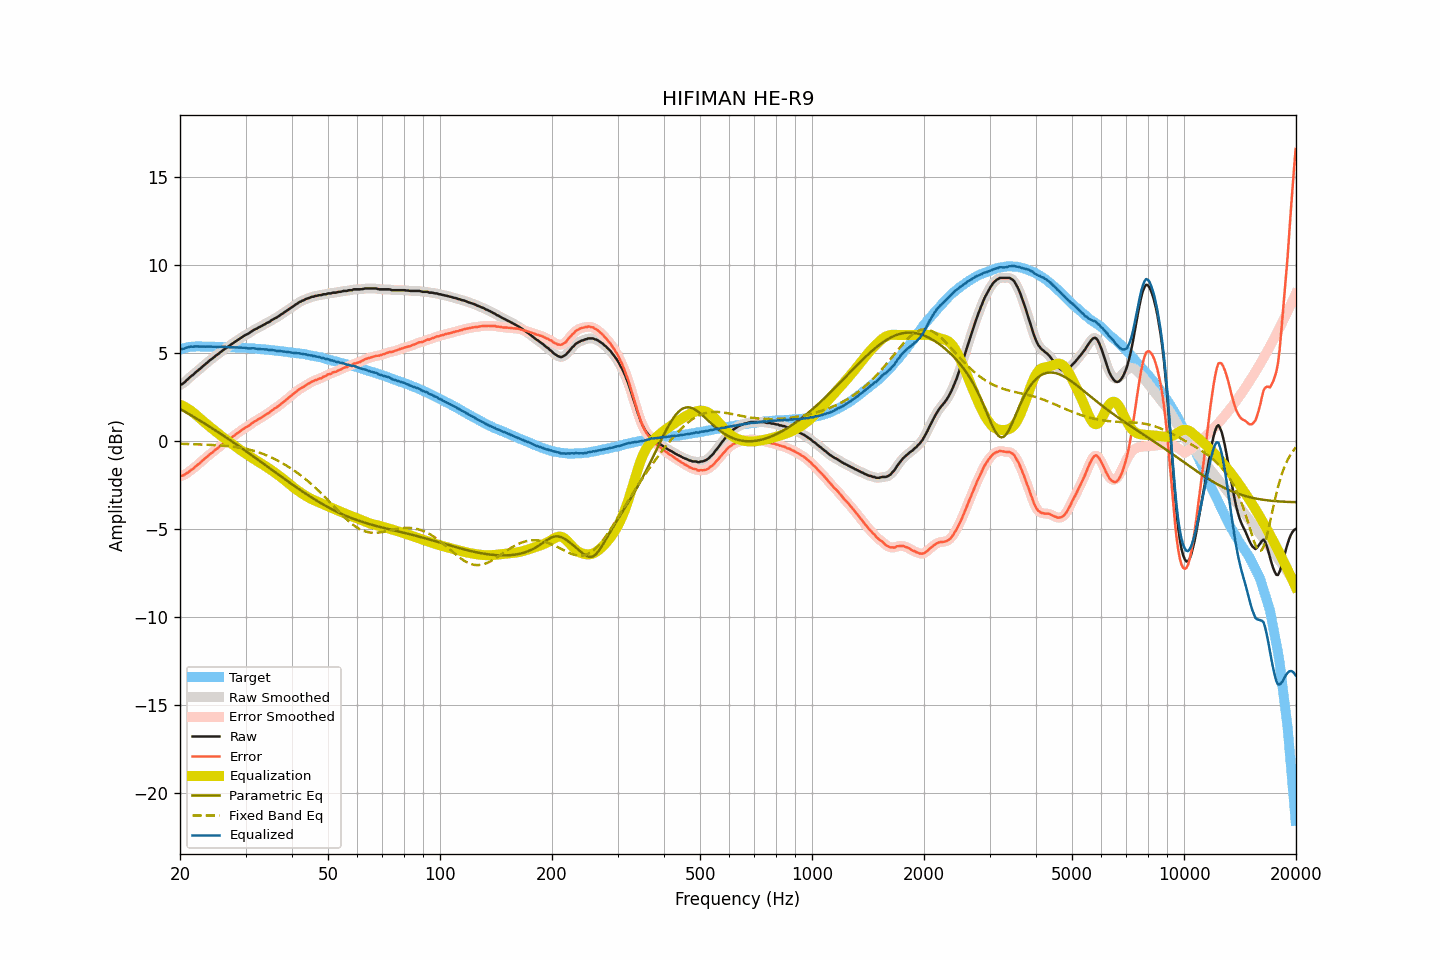 HIFIMAN HE-R9
15
10
5
0
−5
−10
−15
−20
Amplitude (dBr)
Target
Raw Smoothed
Error Smoothed
Raw
Error
Equalization
Parametric Eq
Fixed Band Eq
Equalized
20 50 100 200 500 1000 2000 5000 10000 20000
Frequency (Hz)